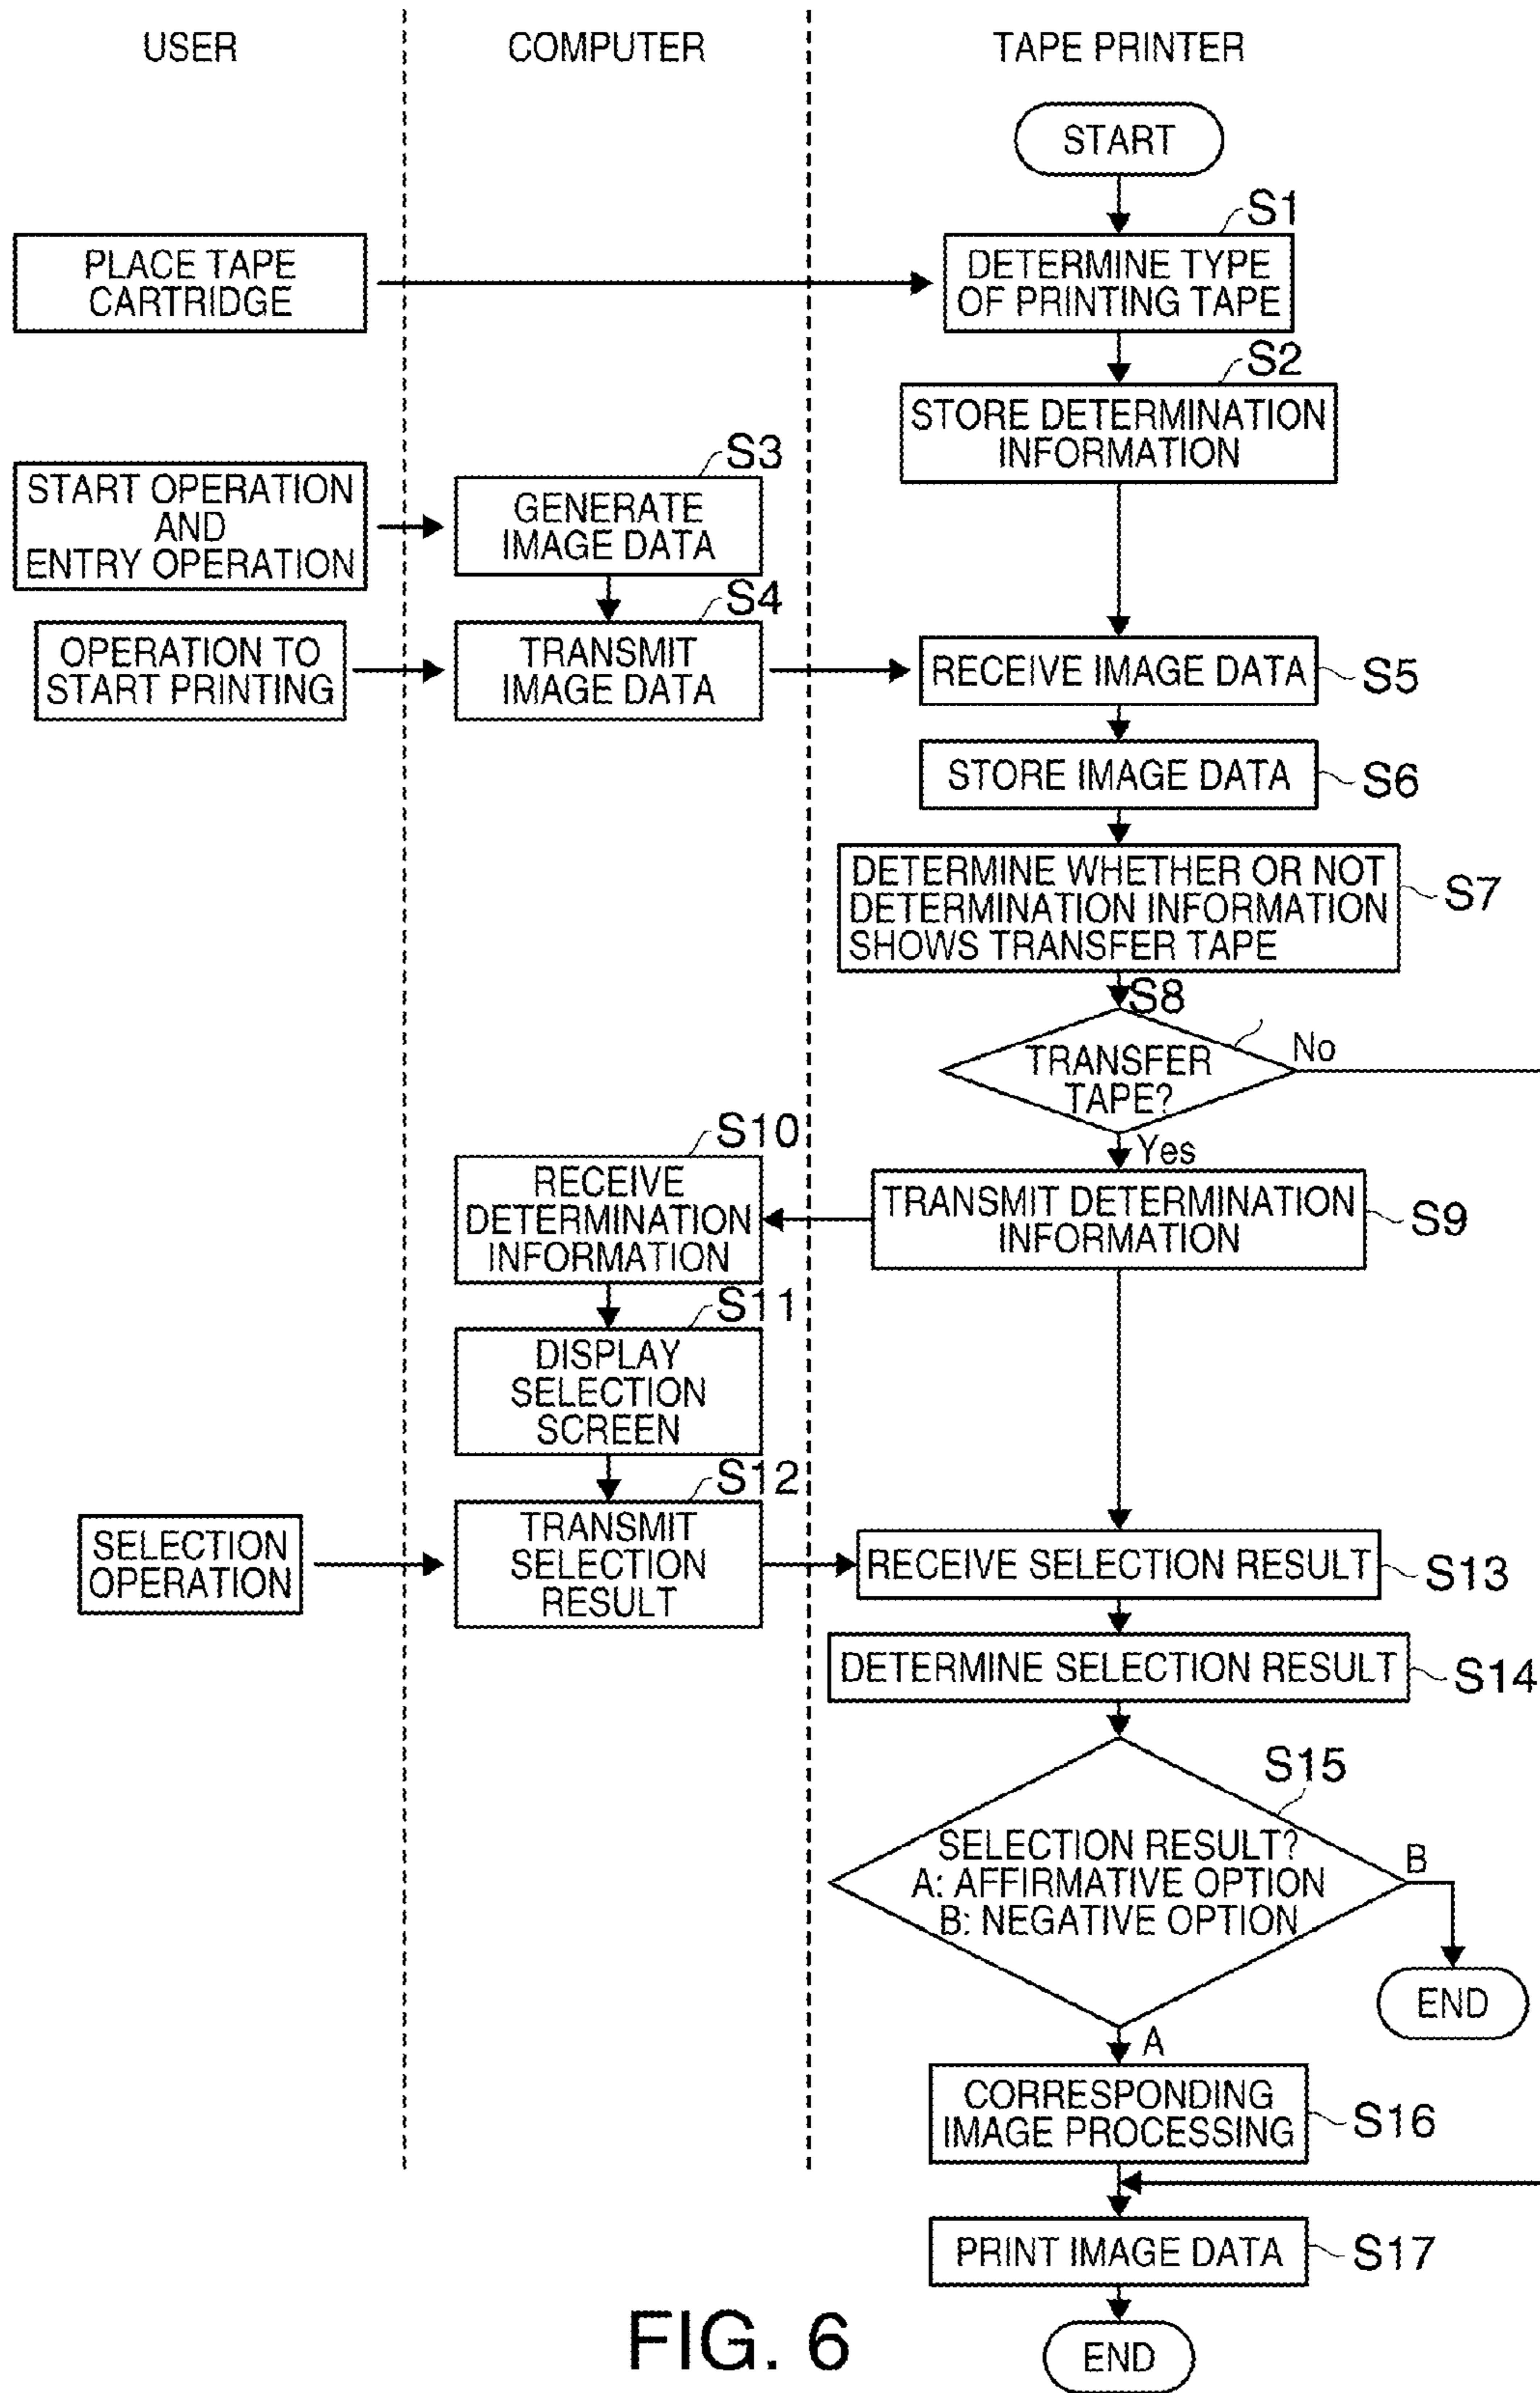 USER
COMPUTER
TAPE PRINTER
START
S1
PLACE TAPE
CARTRIDGE
DETERMINE TYPE
OF PRINTING TAPE
S2
STORE DETERMINATION
INFORMATION
START OPERATION
AND
ENTRY OPERATION
S3
GENERATE
IMAGE DATA
S4
OPERATION TO
START PRINTING
TRANSMIT
IMAGE DATA
RECEIVE IMAGE DATA
S5
STORE IMAGE DATA
S6
DETERMINE WHETHER OR NOT
DETERMINATION INFORMATION
SHOWS TRANSFER TAPE
S7
S8
TRANSFER
TAPE?
No
Yes
TRANSMIT DETERMINATION
INFORMATION
S9
S10
RECEIVE
DETERMINATION
INFORMATION
S11
DISPLAY
SELECTION
SCREEN
S12
SELECTION
OPERATION
TRANSMIT
SELECTION
RESULT
RECEIVE SELECTION RESULT
S13
DETERMINE SELECTION RESULT
S14
S15
SELECTION RESULT?
A: AFFIRMATIVE OPTION
B: NEGATIVE OPTION
B
END
A
CORRESPONDING
IMAGE PROCESSING
S16
PRINT IMAGE DATA
S17
END
FIG. 6